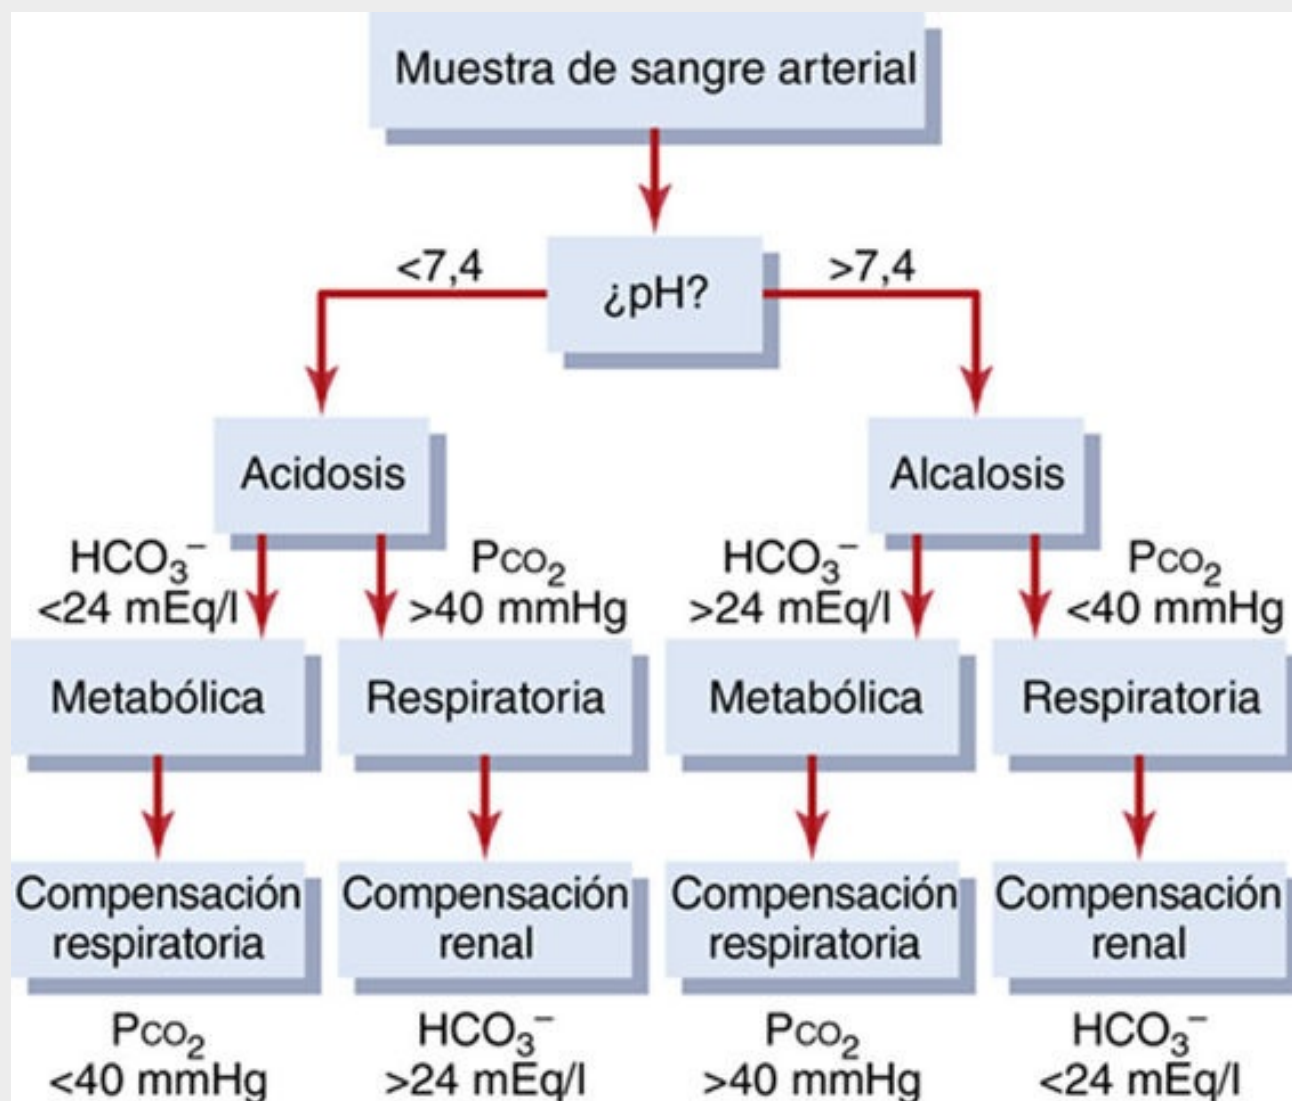 Muestra de sangre arterial
<7,4
¿pH?
>7,4
Acidosis
Alcalosis
HCO₃⁻
<24 mEq/l
PCO₂
>40 mmHg
HCO₃⁻
>24 mEq/l
PCO₂
<40 mmHg
Metabólica
Respiratoria
Metabólica
Respiratoria
Compensación
respiratoria
Compensación
renal
Compensación
respiratoria
Compensación
renal
PCO₂
<40 mmHg
HCO₃⁻
>24 mEq/l
PCO₂
>40 mmHg
HCO₃⁻
<24 mEq/l